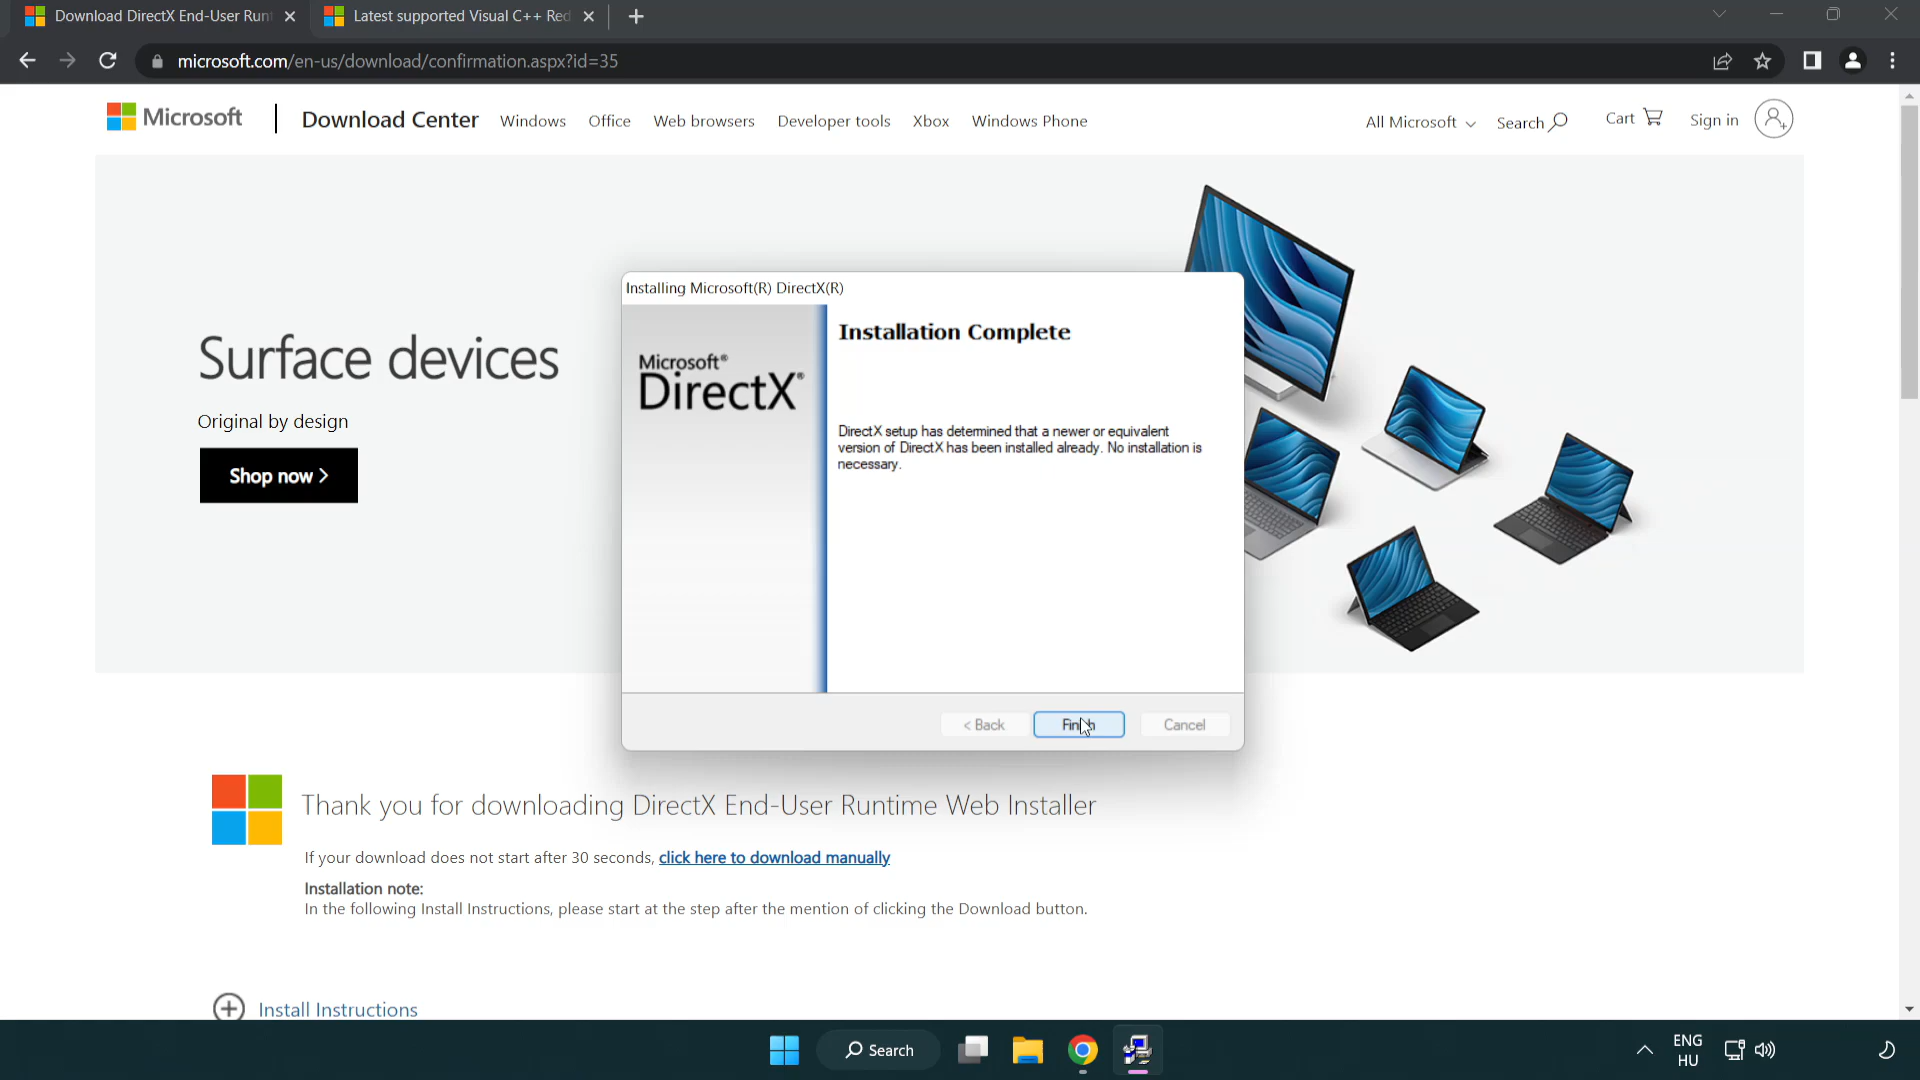 Download DirectX End-User Runt
Latest supported Visual C++ Red
microsoft.com/en-us/download/confirmation.aspx?id=35
Microsoft
Download Center
Windows
Office
Web browsers
Developer tools
Xbox
Windows Phone
All Microsoft
Search
Cart
Sign in
Surface devices
Original by design
Shop now
Installing Microsoft(R) DirectX(R)
Microsoft®
DirectX®
Installation Complete
DirectX setup has determined that a newer or equivalent
version of DirectX has been installed already. No installation is
necessary.
< Back
Finish
Cancel
Thank you for downloading DirectX End-User Runtime Web Installer
If your download does not start after 30 seconds, click here to download manually
Installation note:
In the following Install Instructions, please start at the step after the mention of clicking the Download button.
Install Instructions
Search
ENG
HU